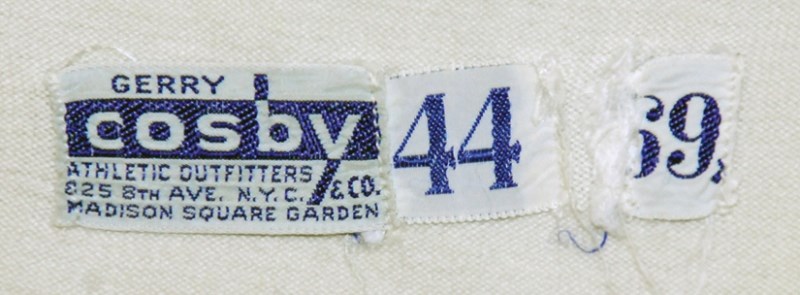 GERRY
cosby
ATHLETIC OUTFITTERS
825 8TH AVE. N.Y.C. & CO.
MADISON SQUARE GARDEN
44
69